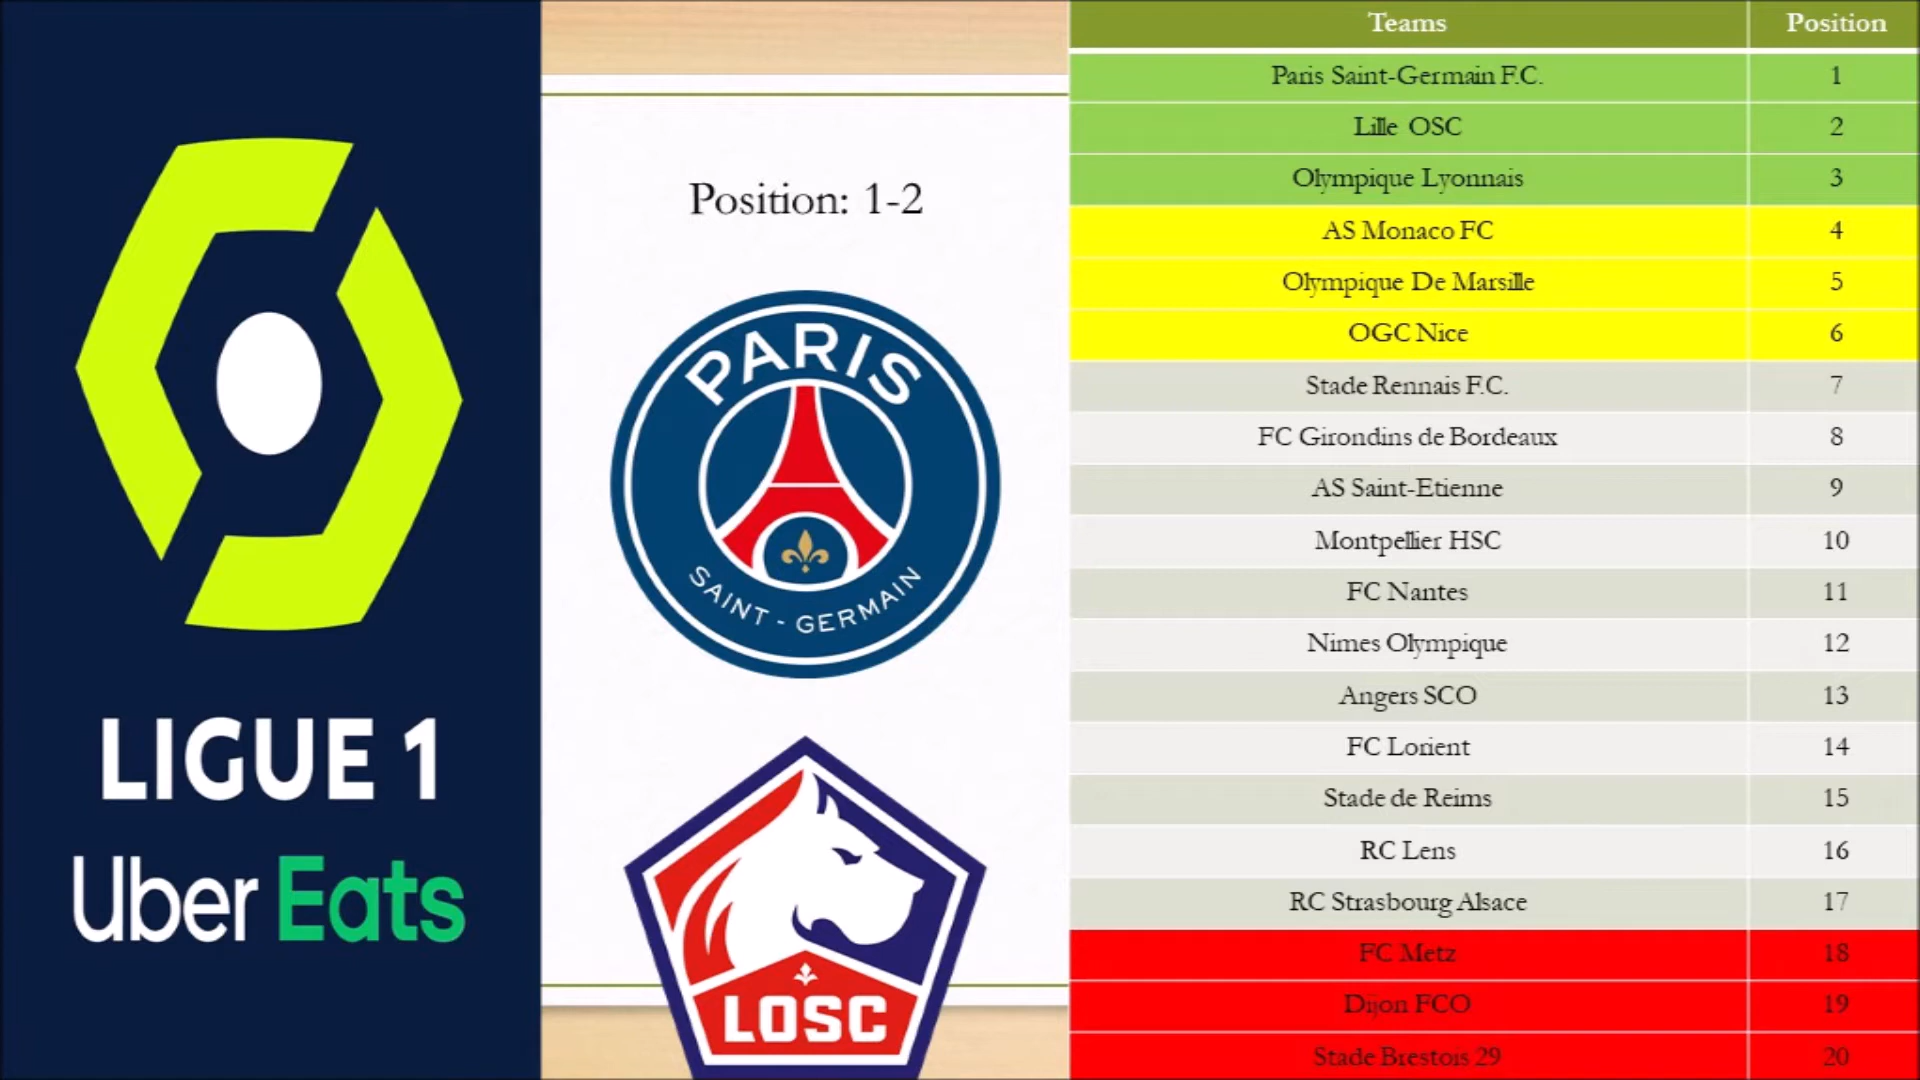 LIGUE 1
Uber Eats
Position: 1-2
PARIS
SAINT - GERMAIN
LOSC
Teams Position
Paris Saint-Germain F.C. 1
Lille OSC 2
Olympique Lyonnais 3
AS Monaco FC 4
Olympique De Marsille 5
OGC Nice 6
Stade Rennais F.C. 7
FC Girondins de Bordeaux 8
AS Saint-Etienne 9
Montpellier HSC 10
FC Nantes 11
Nimes Olympique 12
Angers SCO 13
FC Lorient 14
Stade de Reims 15
RC Lens 16
RC Strasbourg Alsace 17
FC Metz 18
Dijon FCO 19
Stade Brestois 29 20